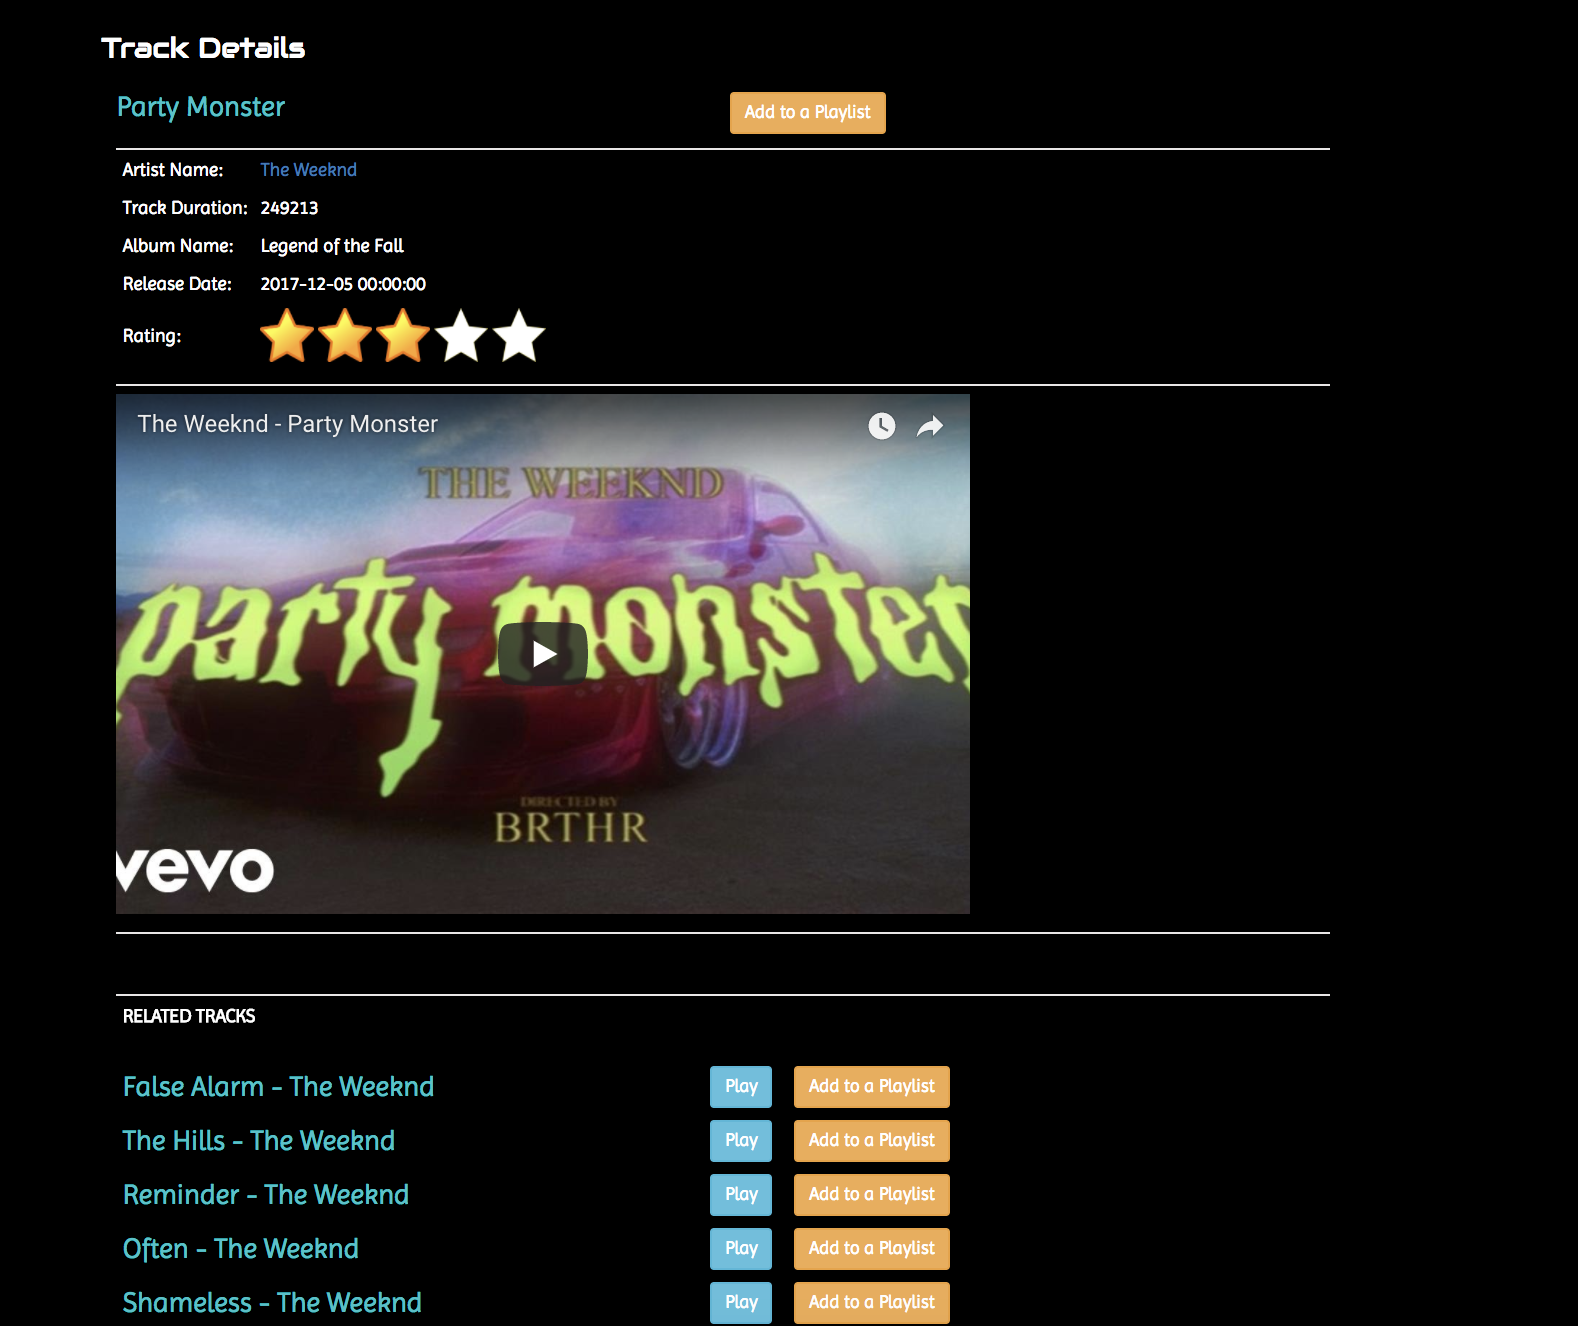 Track Details
Party Monster
Add to a Playlist
Artist Name: The Weeknd
Track Duration: 249213
Album Name: Legend of the Fall
Release Date: 2017-12-05 00:00:00
Rating:
The Weeknd - Party Monster
THE WEEKND
party monster
DIRECTED BY
BRTHR
vevo
RELATED TRACKS
False Alarm - The Weeknd Play Add to a Playlist
The Hills - The Weeknd Play Add to a Playlist
Reminder - The Weeknd Play Add to a Playlist
Often - The Weeknd Play Add to a Playlist
Shameless - The Weeknd Play Add to a Playlist